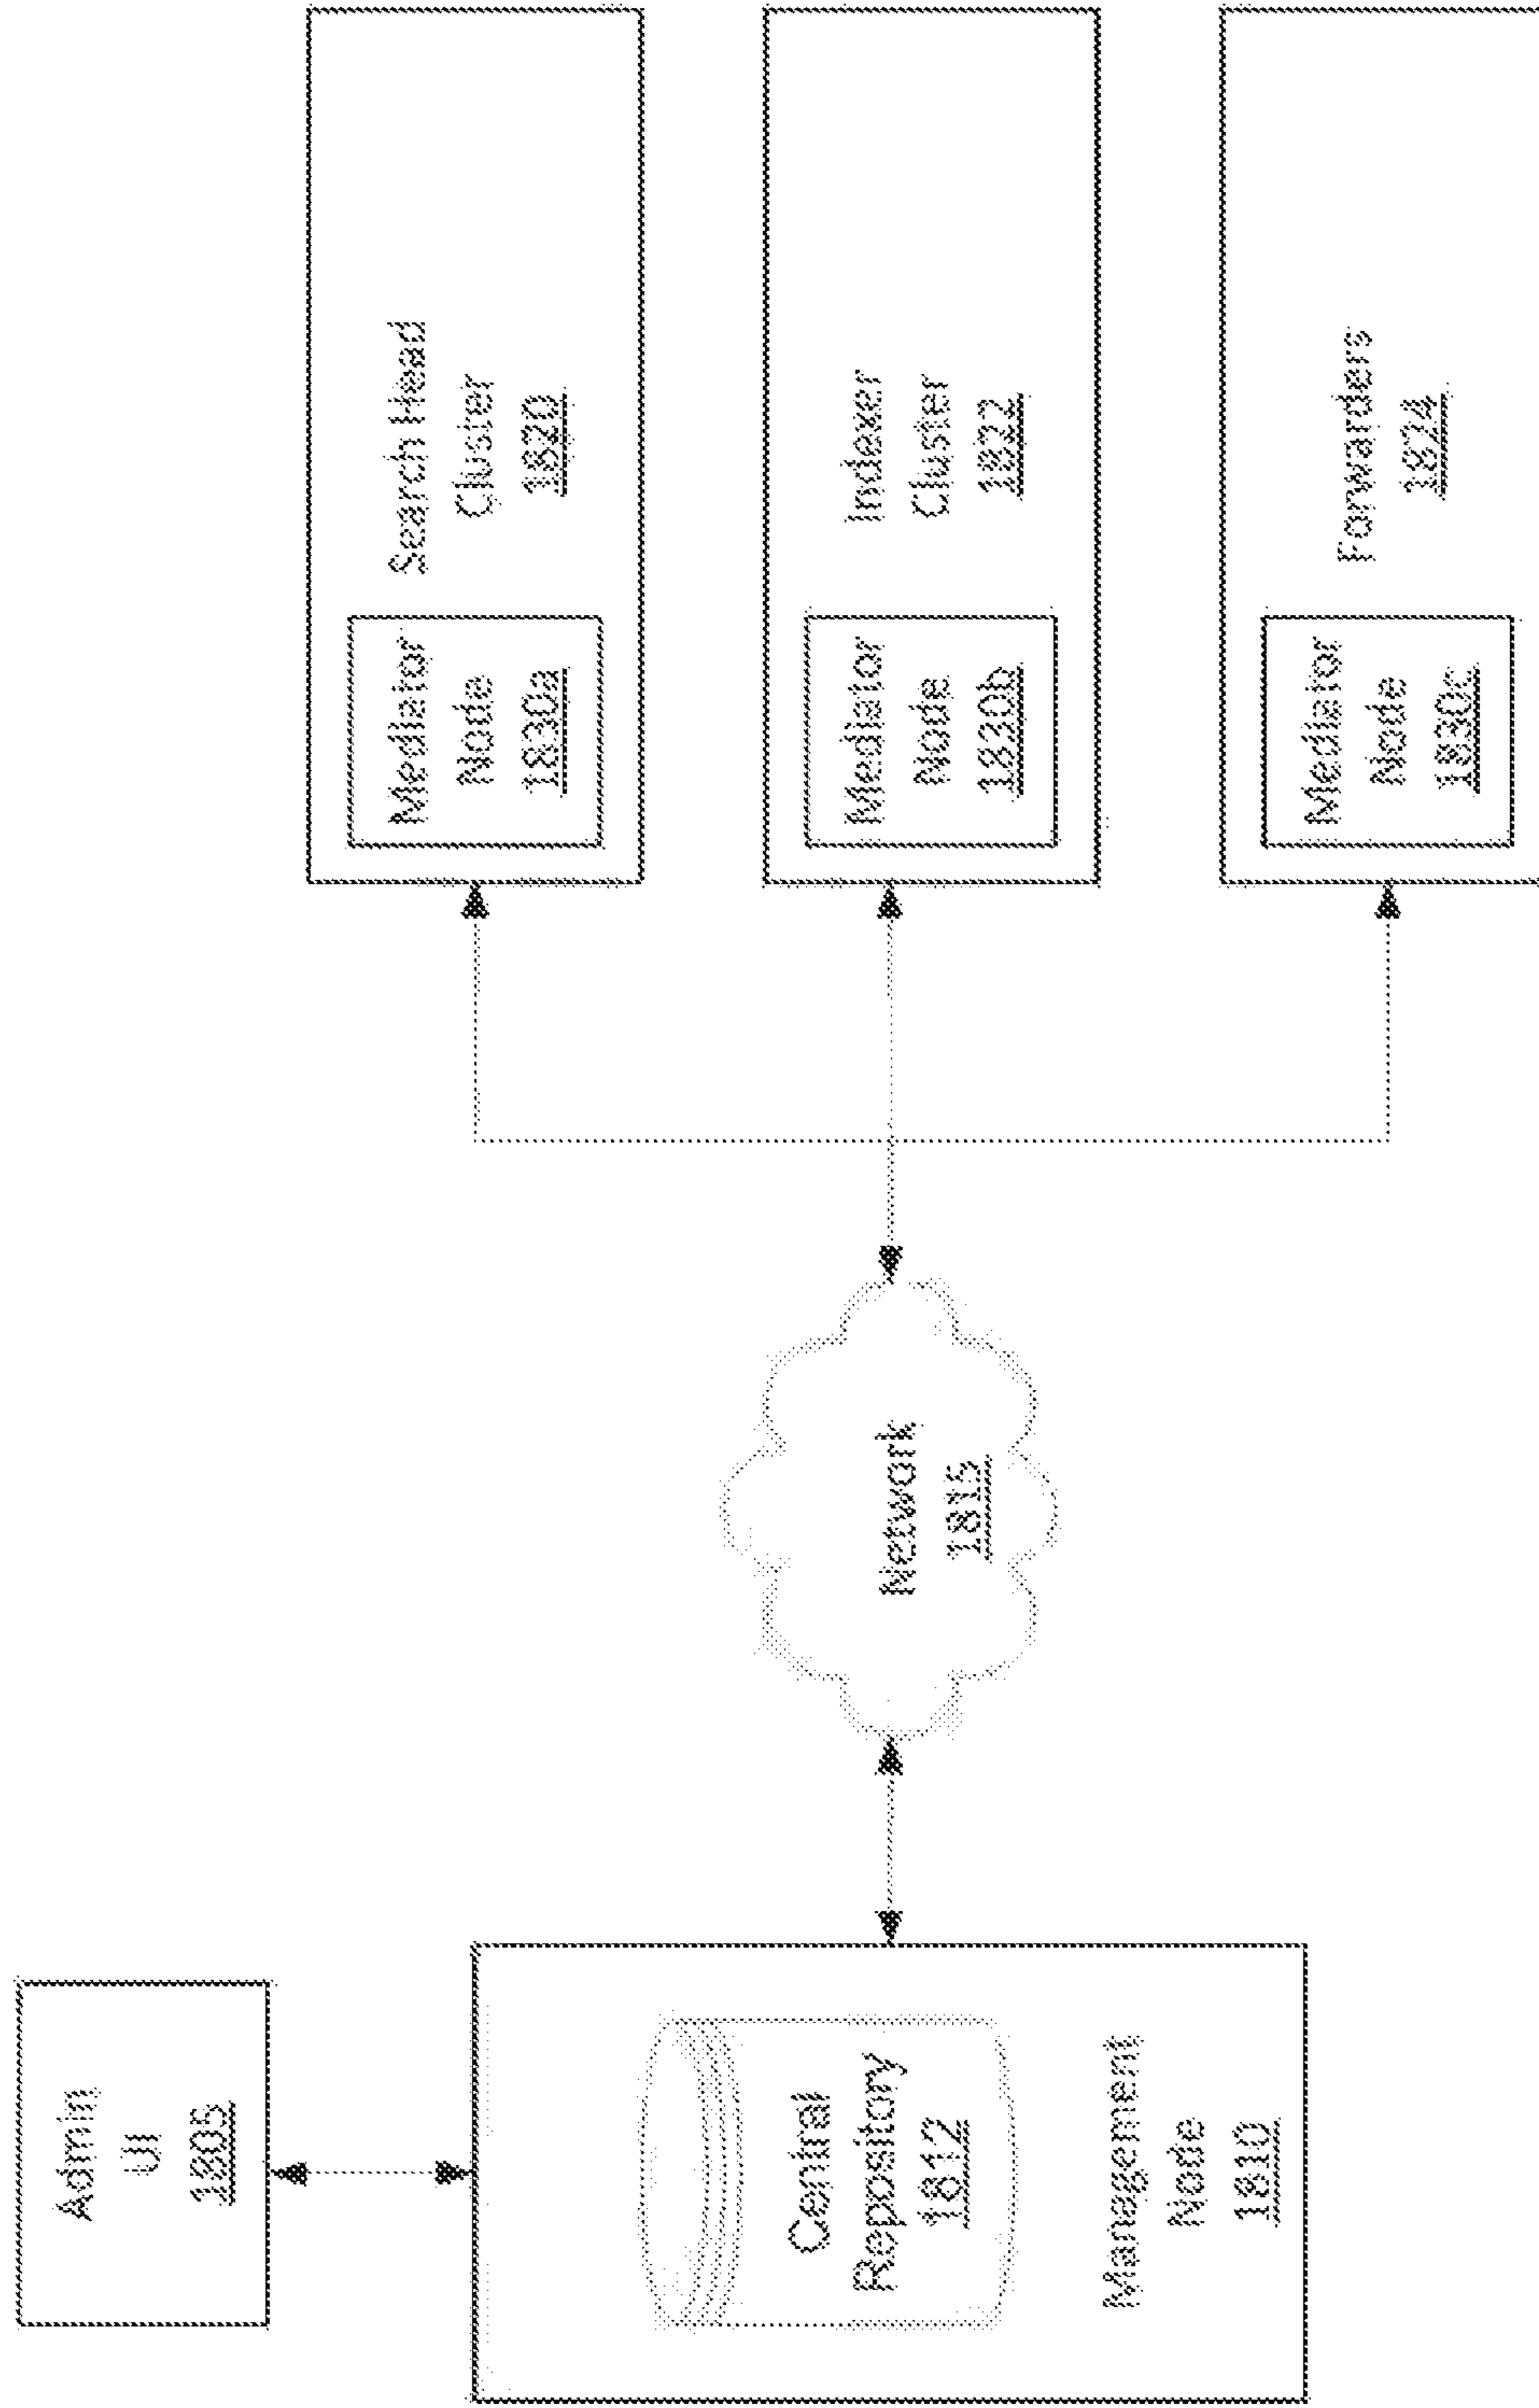 Admin
UI
1805
Central
Repository
1812
Management
Node
1810
Network
1815
Mediator
Node
1830a
Search Head
Cluster
1820
Mediator
Node
1820b
Indexer
Cluster
1822
Mediator
Node
1830c
Forwarders
1824